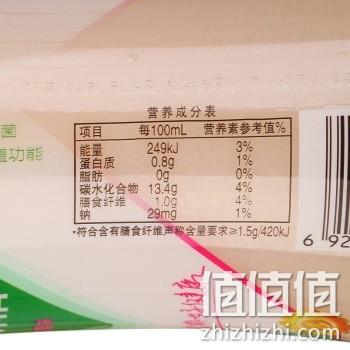 营养成分表
项目 每100mL 营养素参考值%
能量 249kJ 3%
蛋白质 0.8g 1%
脂肪 0g 0%
碳水化合物 13.4g 4%
膳食纤维 1.0g 4%
钠 29mg 1%
*符合含有膳食纤维声称含量要求≥1.5g/420kJ
菌
道功能
6 92
值值值
zhizhizhi.com